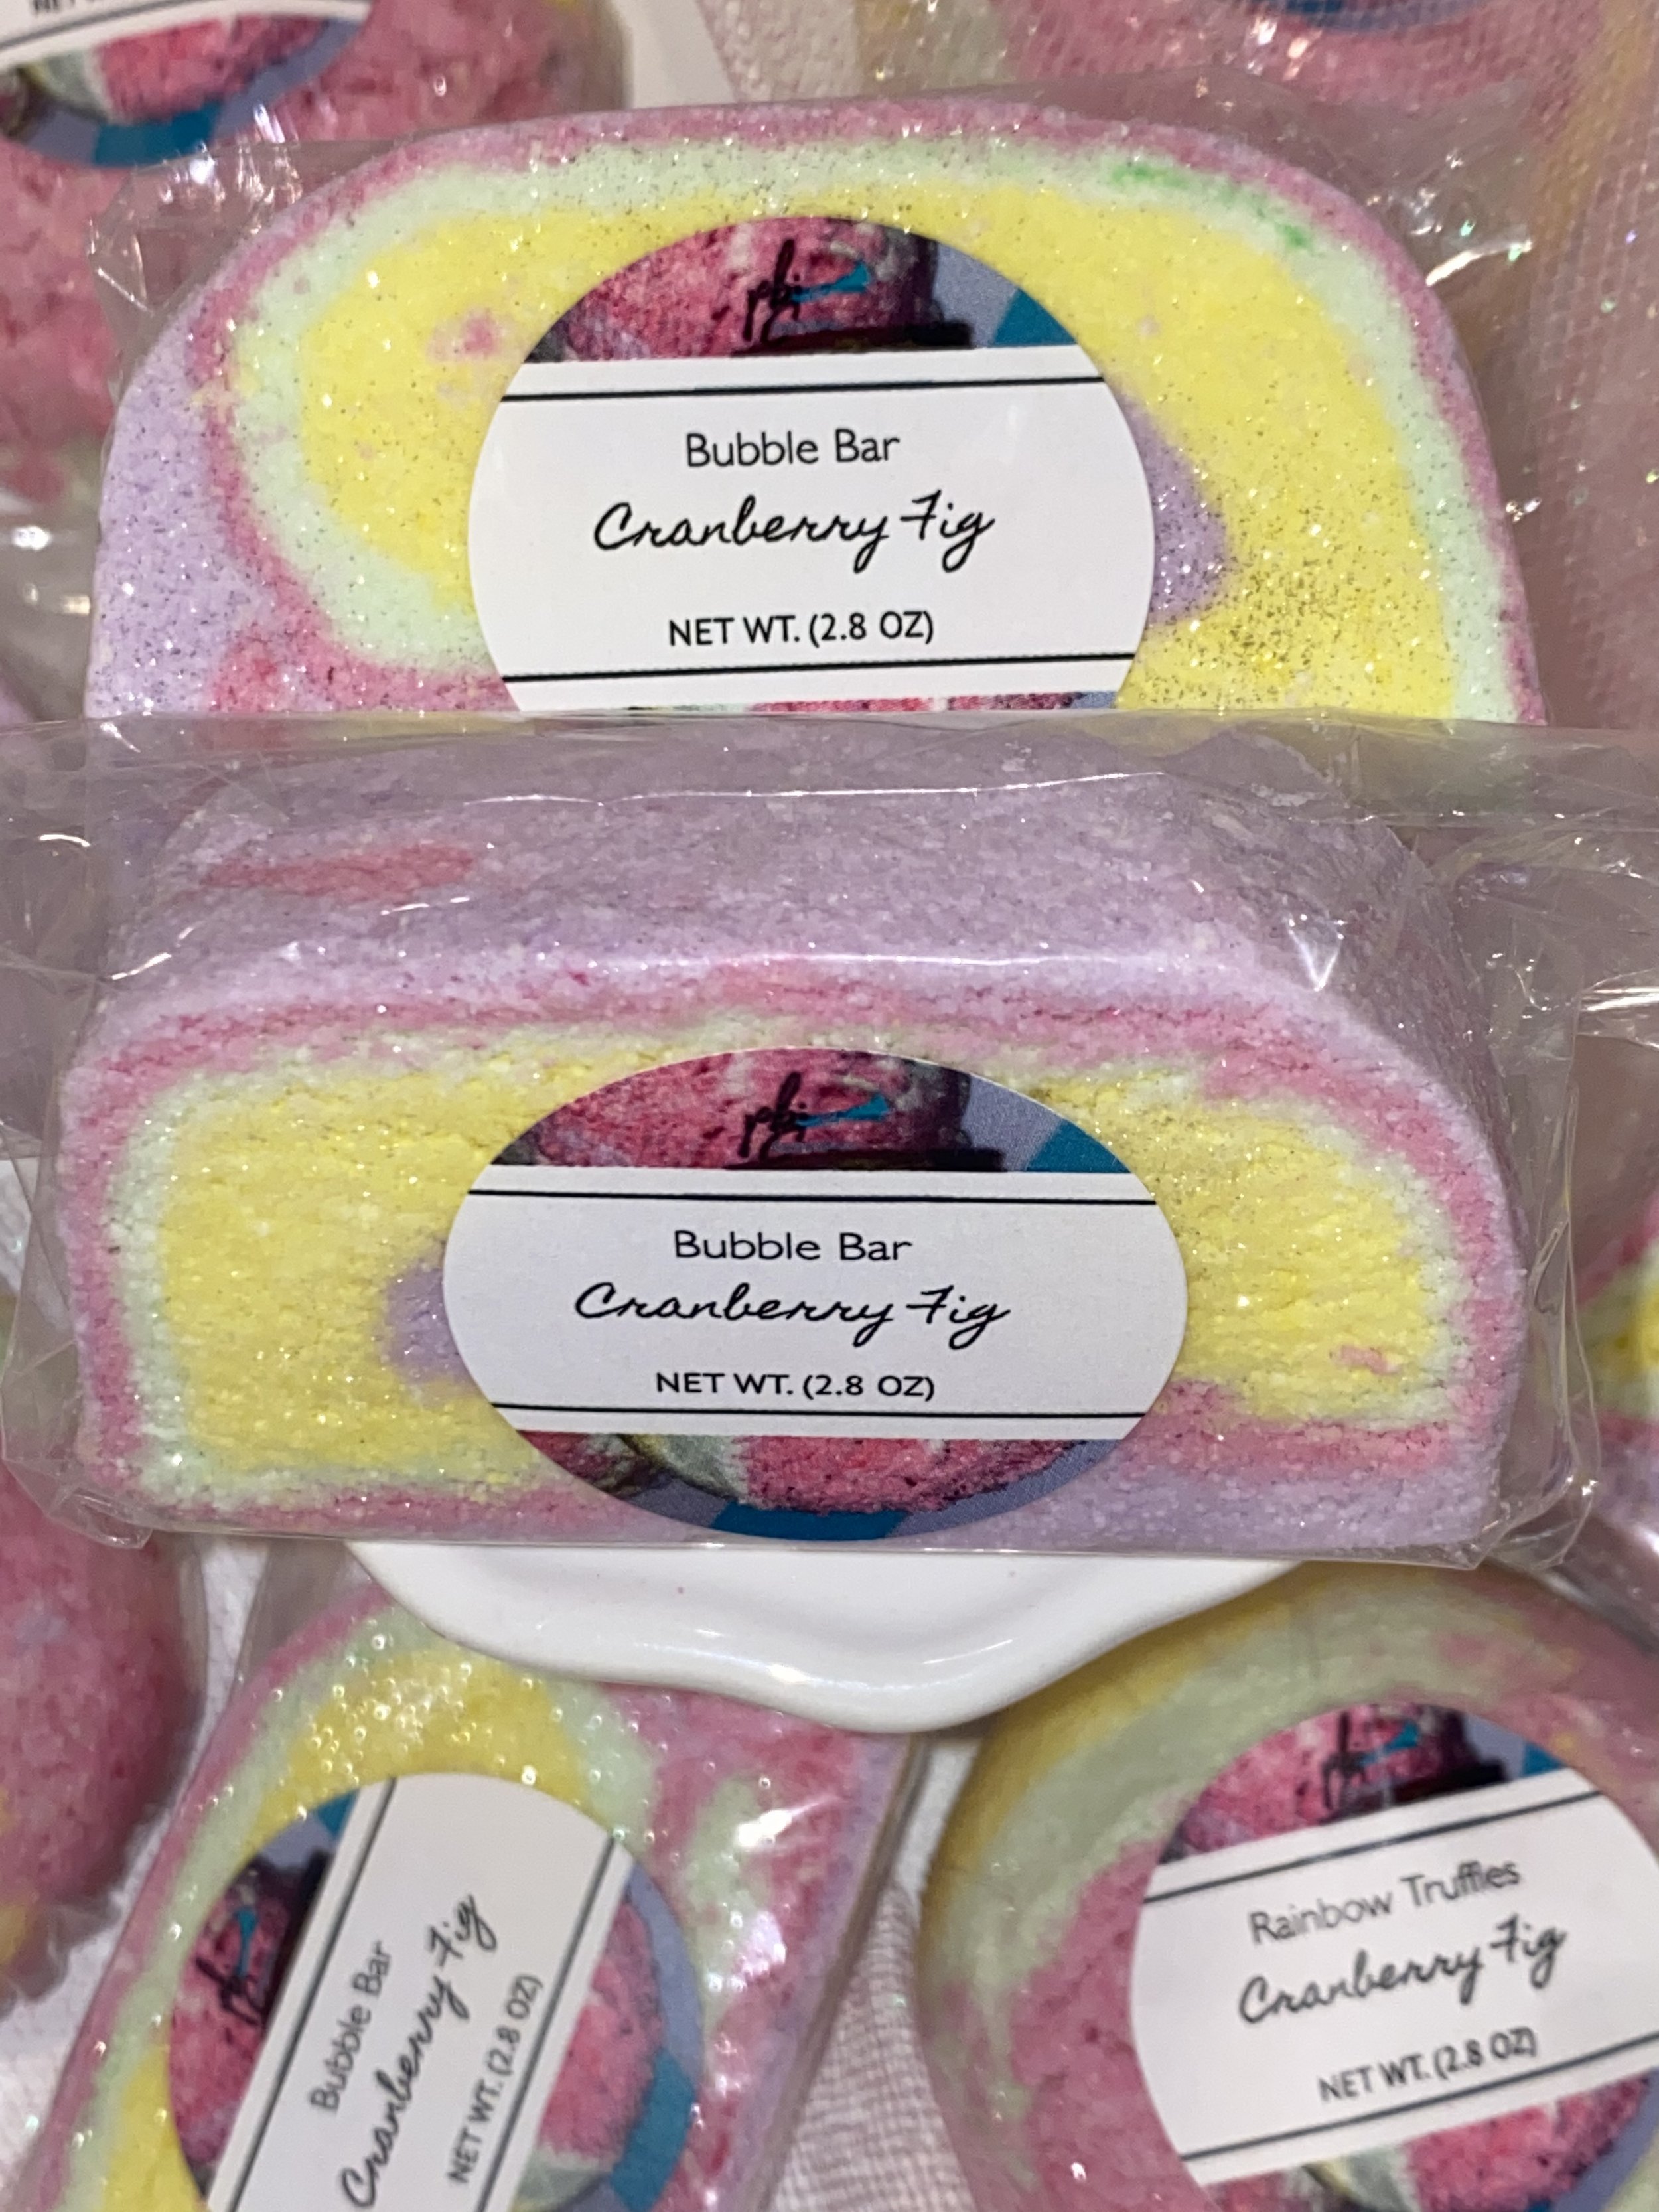 pbj
Bubble Bar
Cranberry Fig
NET WT. (2.8 OZ)
Bubble Bar
Cranberry Fig
NET WT. (2.8 OZ)
Bubble Bar
Cranberry Fig
NET WT. (2.8 OZ)
Rainbow Truffles
Cranberry Fig
NET WT. (2.8 OZ)